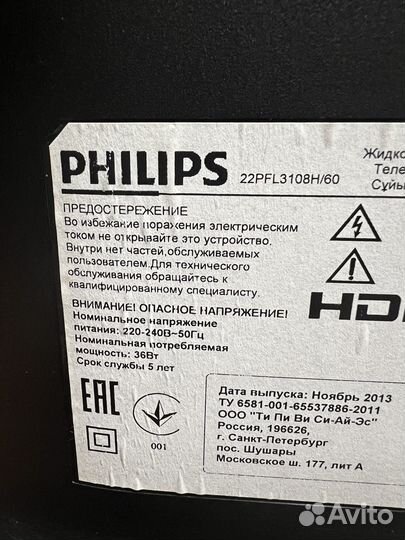 PHILIPS 22PFL3108H/60
Жидко
Теле
Сұйы
ПРЕДОСТЕРЕЖЕНИЕ
Во избежание поражения электрическим
током не открывайте это устройство.
Внутри нет частей,обслуживаемых
пользователем.Для технического
обслуживания обращайтесь к
квалифицированному специалисту.
HD
ВНИМАНИЕ! ОПАСНОЕ НАПРЯЖЕНИЕ!
Номинальное напряжение
питания: 220-240В~50Гц
Номинальная потребляемая
мощность: 36Вт
Срок службы 5 лет
EAC
001
Дата выпуска: Ноябрь 2013
ТУ 6581-001-65537886-2011
ООО "Ти Пи Ви Си-Ай-Эс"
Россия, 196626,
г. Санкт-Петербург
пос. Шушары
Московское ш. 177, лит А
Avito